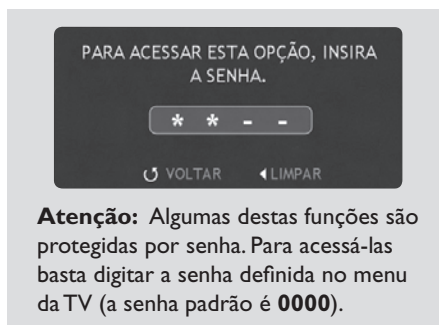 PARA ACESSAR ESTA OPÇÃO, INSIRA
A SENHA.
* * - -
↺ VOLTAR ◀LIMPAR
Atenção: Algumas destas funções são
protegidas por senha. Para acessá-las
basta digitar a senha definida no menu
da TV (a senha padrão é 0000).